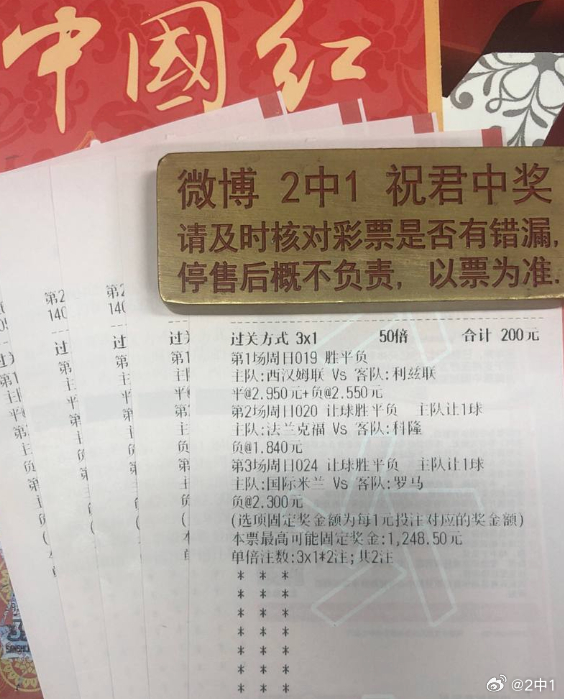 中國红
微博 2中1 祝君中奖
请及时核对彩票是否有错漏,
停售后概不负责, 以票为准.
过关方式 3x1 50倍 合计 200元
第1场周日019 胜平负
主队:西汉姆联 Vs 客队:利兹联
平@2.950元+负@2.550元
第2场周日020 让球胜平负 主队让1球
主队:法兰克福 Vs 客队:科隆
负@1.840元
第3场周日024 让球胜平负 主队让1球
主队:国际米兰 Vs 客队:罗马
负@2.300元
(选项固定奖金额为每1元投注对应的奖金额)
本票最高可能固定奖金:1,248.50元
单倍注数:3x1*2注;共2注
* * *
* * *
* * *
* * *
* * *
* * *
* * *
@2中1